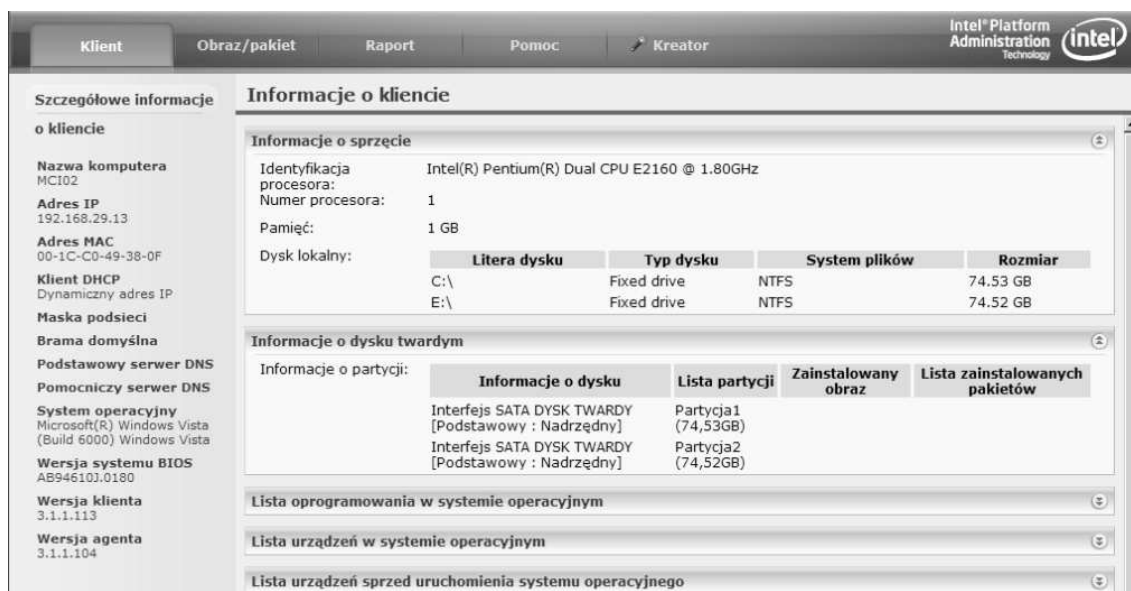 Klient Obraz/pakiet Raport Pomoc Kreator
Intel® Platform
Administration
Technology
intel
Szczegółowe informacje
o kliencie
Nazwa komputera
MCI02
Adres IP
192.168.29.13
Adres MAC
00-1C-C0-49-38-0F
Klient DHCP
Dynamiczny adres IP
Maska podsieci
Brama domyślna
Podstawowy serwer DNS
Pomocniczy serwer DNS
System operacyjny
Microsoft(R) Windows Vista
(Build 6000) Windows Vista
Wersja systemu BIOS
AB94610J.0180
Wersja klienta
3.1.1.113
Wersja agenta
3.1.1.104
Informacje o kliencie
Informacje o sprzęcie
Identyfikacja
procesora:
Intel(R) Pentium(R) Dual CPU E2160 @ 1.80GHz
Numer procesora: 1
Pamięć: 1 GB
Dysk lokalny:
Litera dysku Typ dysku System plików Rozmiar
C:\ Fixed drive NTFS 74.53 GB
E:\ Fixed drive NTFS 74.52 GB
Informacje o dysku twardym
Informacje o partycji:
Informacje o dysku Lista partycji Zainstalowany obraz Lista zainstalowanych pakietów
Interfejs SATA DYSK TWARDY Partycja1
[Podstawowy : Nadrzędny] (74,53GB)
Interfejs SATA DYSK TWARDY Partycja2
[Podstawowy : Nadrzędny] (74,52GB)
Lista oprogramowania w systemie operacyjnym
Lista urządzeń w systemie operacyjnym
Lista urządzeń sprzed uruchomienia systemu operacyjnego